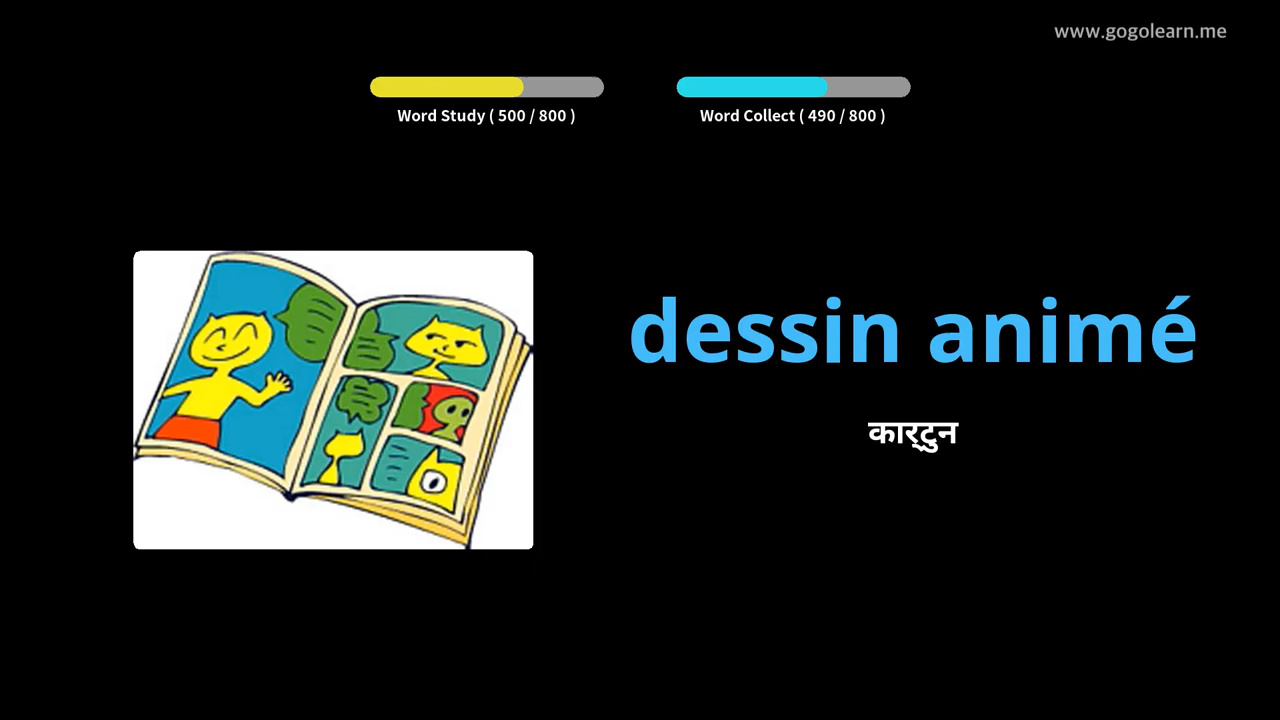 www.gogolearn.me
Word Study ( 500 / 800 )
Word Collect ( 490 / 800 )
dessin animé
कार्‍टुन